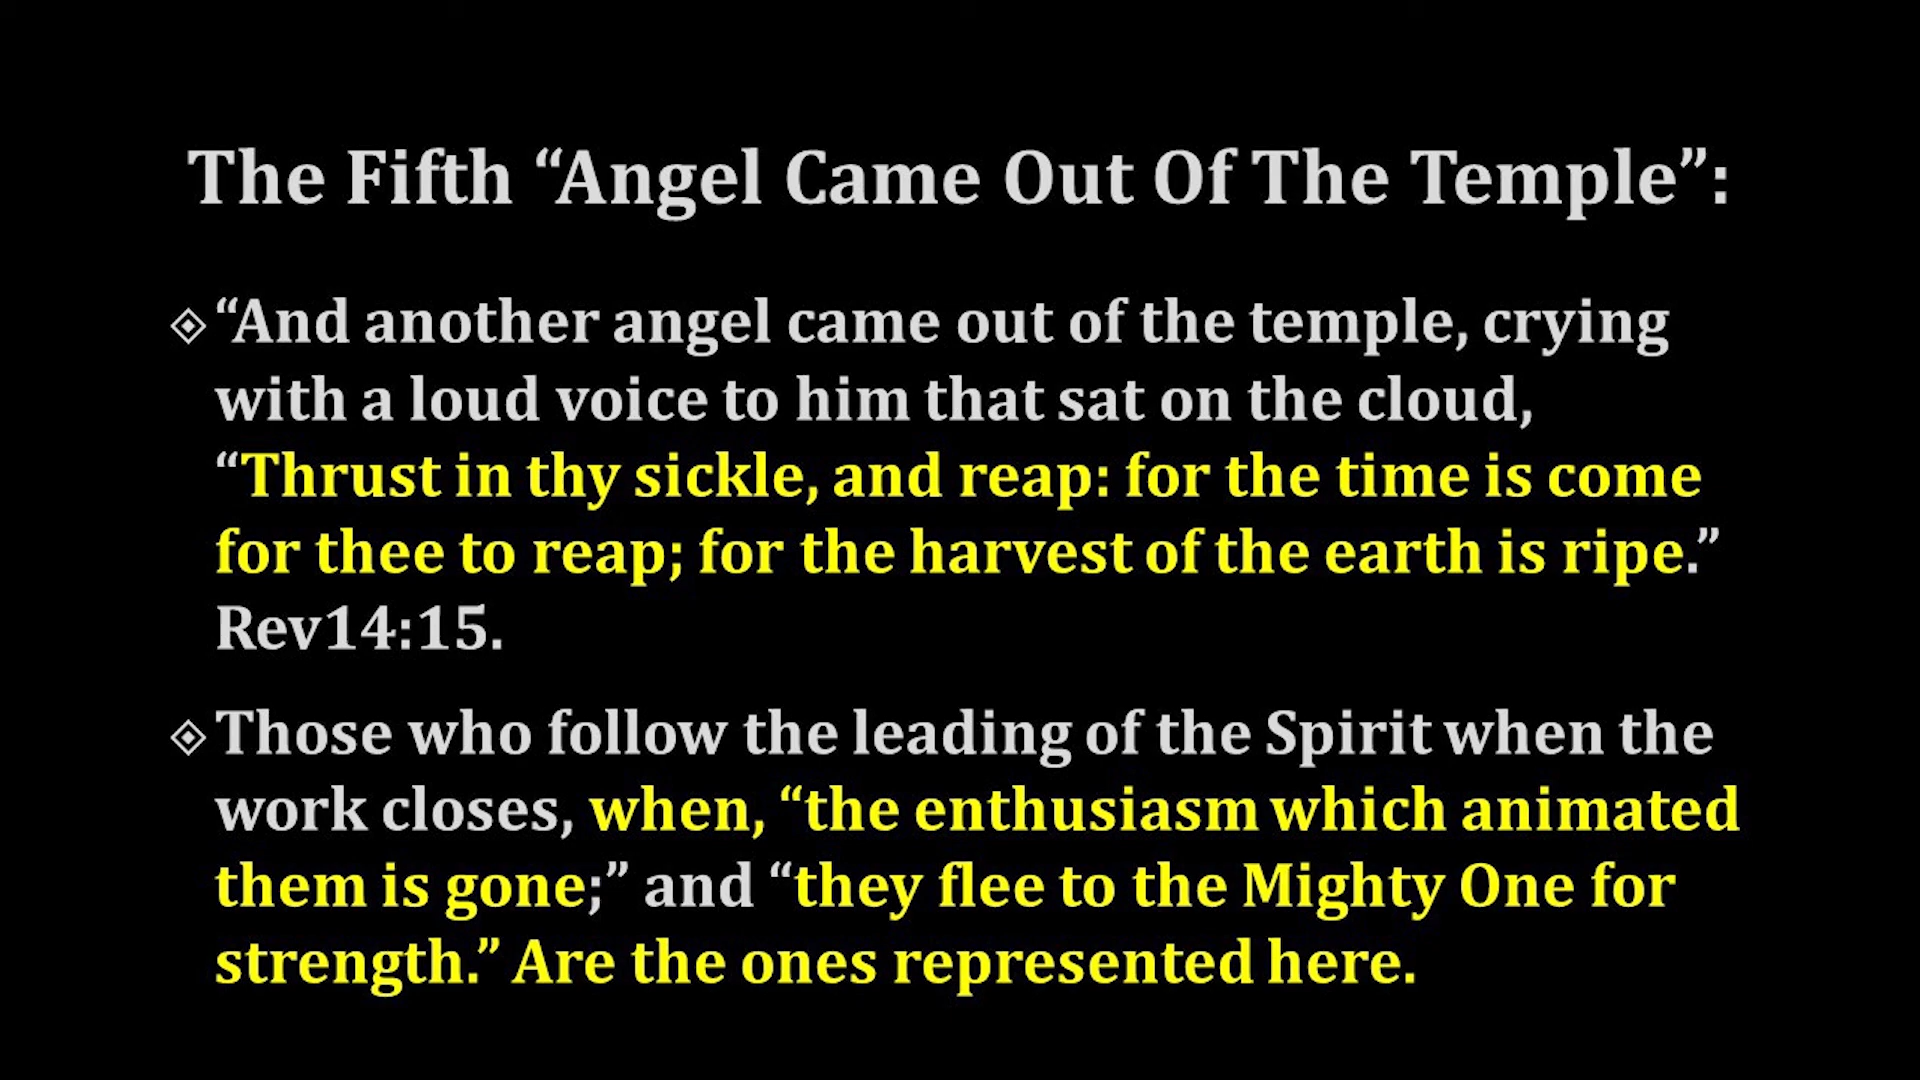 The Fifth “Angel Came Out Of The Temple”:
“And another angel came out of the temple, crying
with a loud voice to him that sat on the cloud,
“Thrust in thy sickle, and reap: for the time is come
for thee to reap; for the harvest of the earth is ripe.”
Rev14:15.
Those who follow the leading of the Spirit when the
work closes, when, “the enthusiasm which animated
them is gone;” and “they flee to the Mighty One for
strength.” Are the ones represented here.